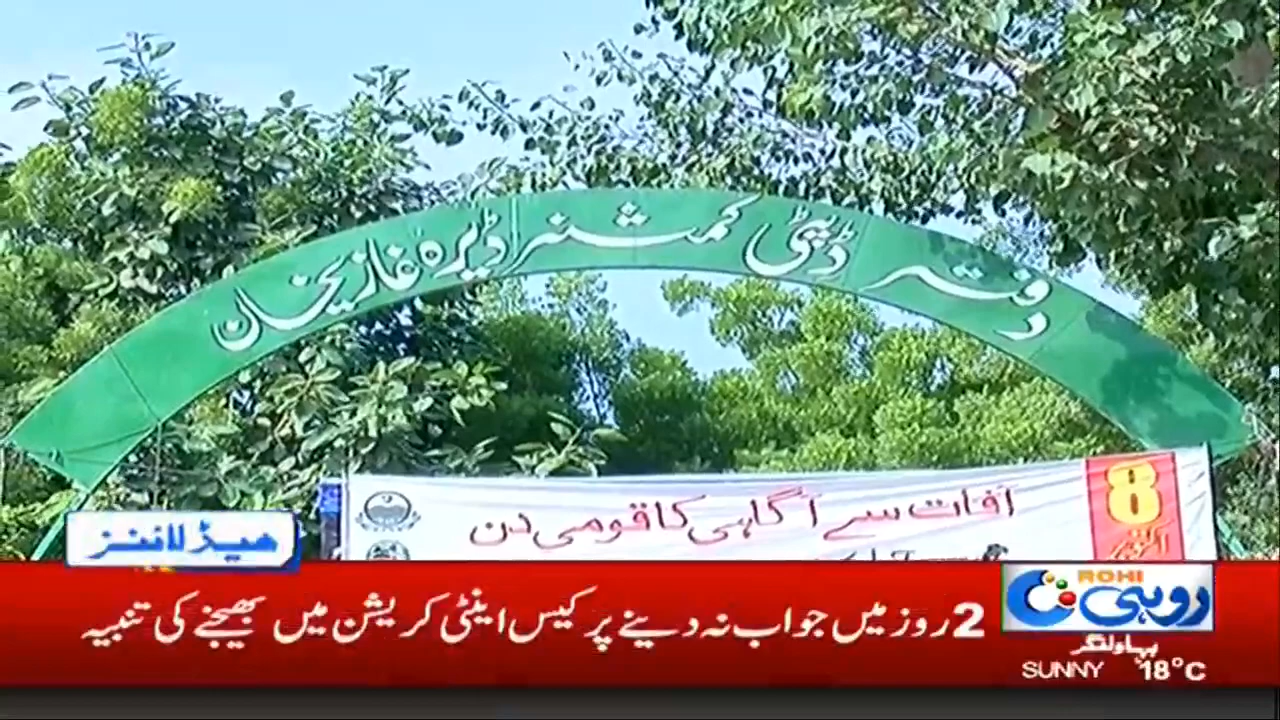 دفتر ڈپٹی کمشنر ڈیرہ غازیخان
آفات سے آگاہی کا قومی دن
8
اکتوبر
ہیڈ لائنز
2 روز میں جواب نہ دینے پر کیس اینٹی کرپشن میں بھیجنے کی تنبیہ
ROHI
روہی
بہاولنگر
SUNNY 18°C